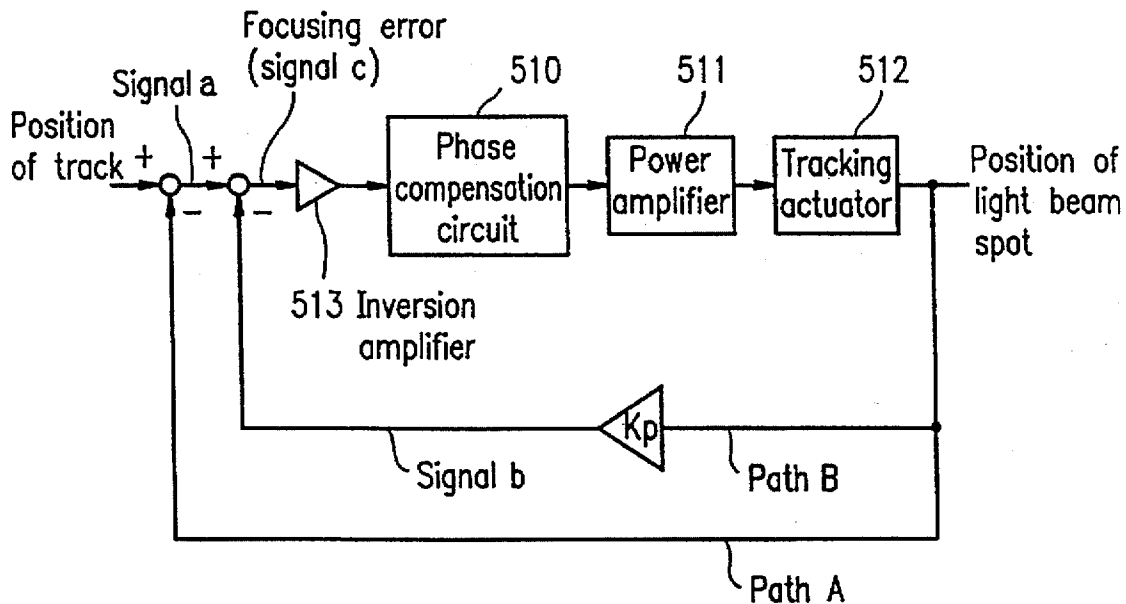 Focusing error
(signal c)
Signal a
510
511
512
Position
of track
+
+
−
−
Phase
compensation
circuit
Power
amplifier
Tracking
actuator
Position of
light beam
spot
513 Inversion
amplifier
Kp
Signal b
Path B
Path A